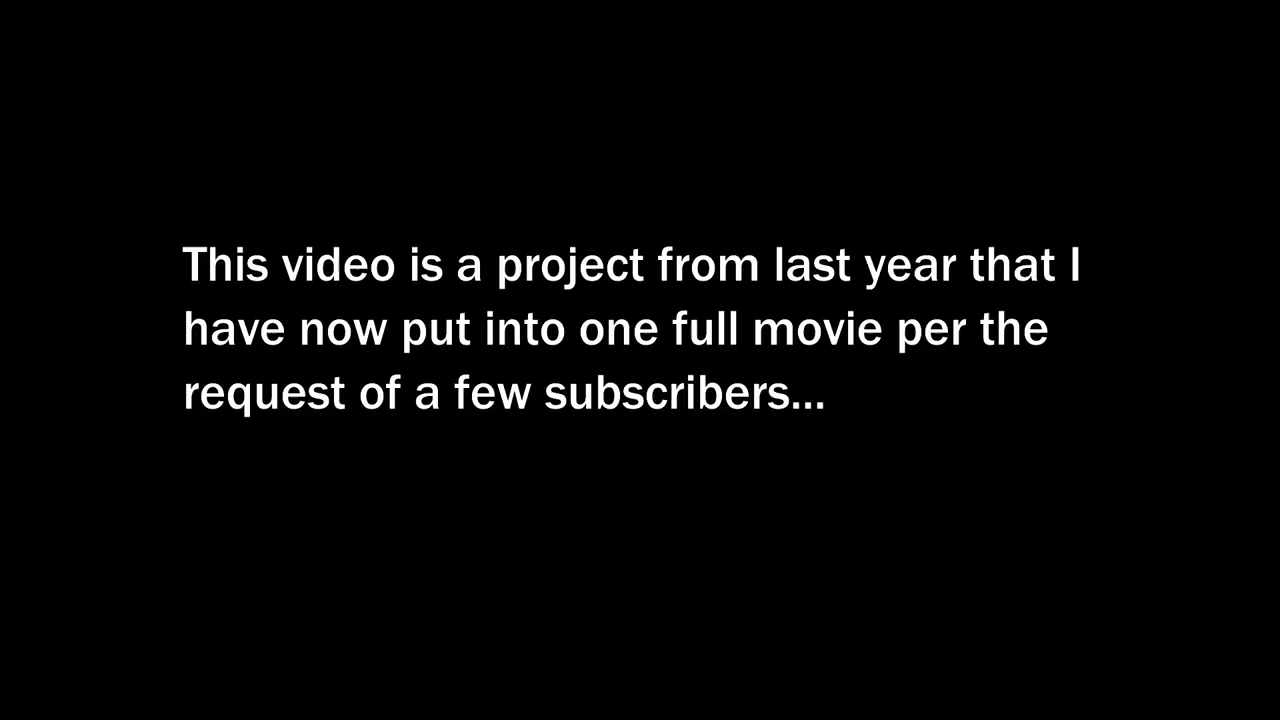 This video is a project from last year that I
have now put into one full movie per the
request of a few subscribers...